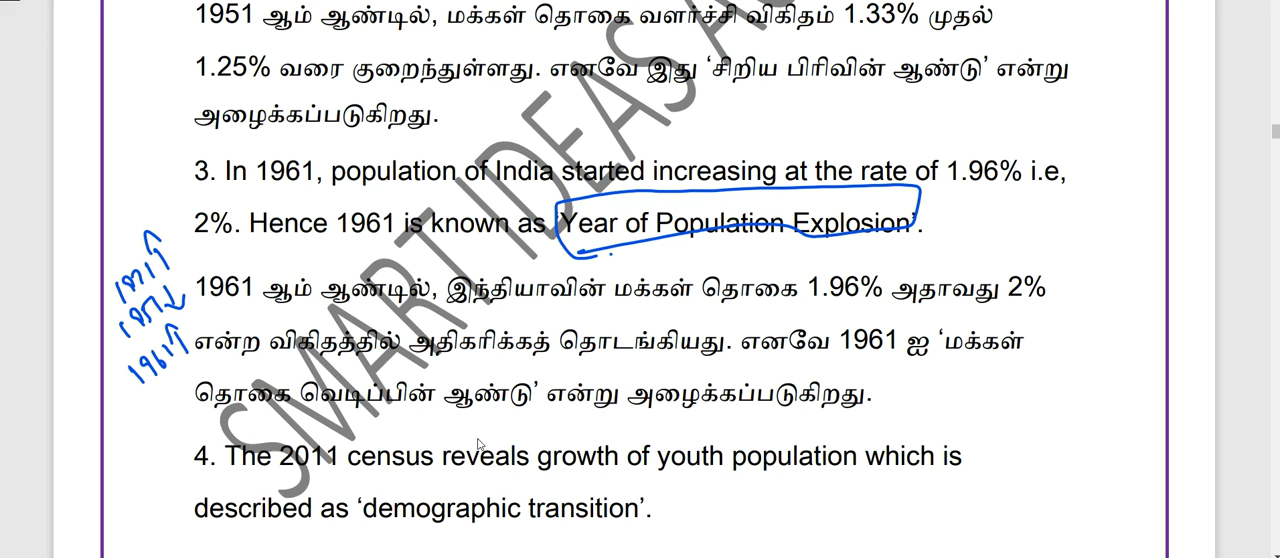 1951 ஆம் ஆண்டில், மக்கள் தொகை வளர்ச்சி விகிதம் 1.33% முதல்
1.25% வரை குறைந்துள்ளது. எனவே இது ‘சிறிய பிரிவின் ஆண்டு’ என்று
அழைக்கப்படுகிறது.
3. In 1961, population of India started increasing at the rate of 1.96% i.e,
2%. Hence 1961 is known as ‘Year of Population Explosion’.
1961 ஆம் ஆண்டில், இந்தியாவின் மக்கள் தொகை 1.96% அதாவது 2%
என்ற விகிதத்தில் அதிகரிக்கத் தொடங்கியது. எனவே 1961 ஐ ‘மக்கள்
தொகை வெடிப்பின் ஆண்டு’ என்று அழைக்கப்படுகிறது.
4. The 2011 census reveals growth of youth population which is
described as ‘demographic transition’.
SMART IDEAS
1961